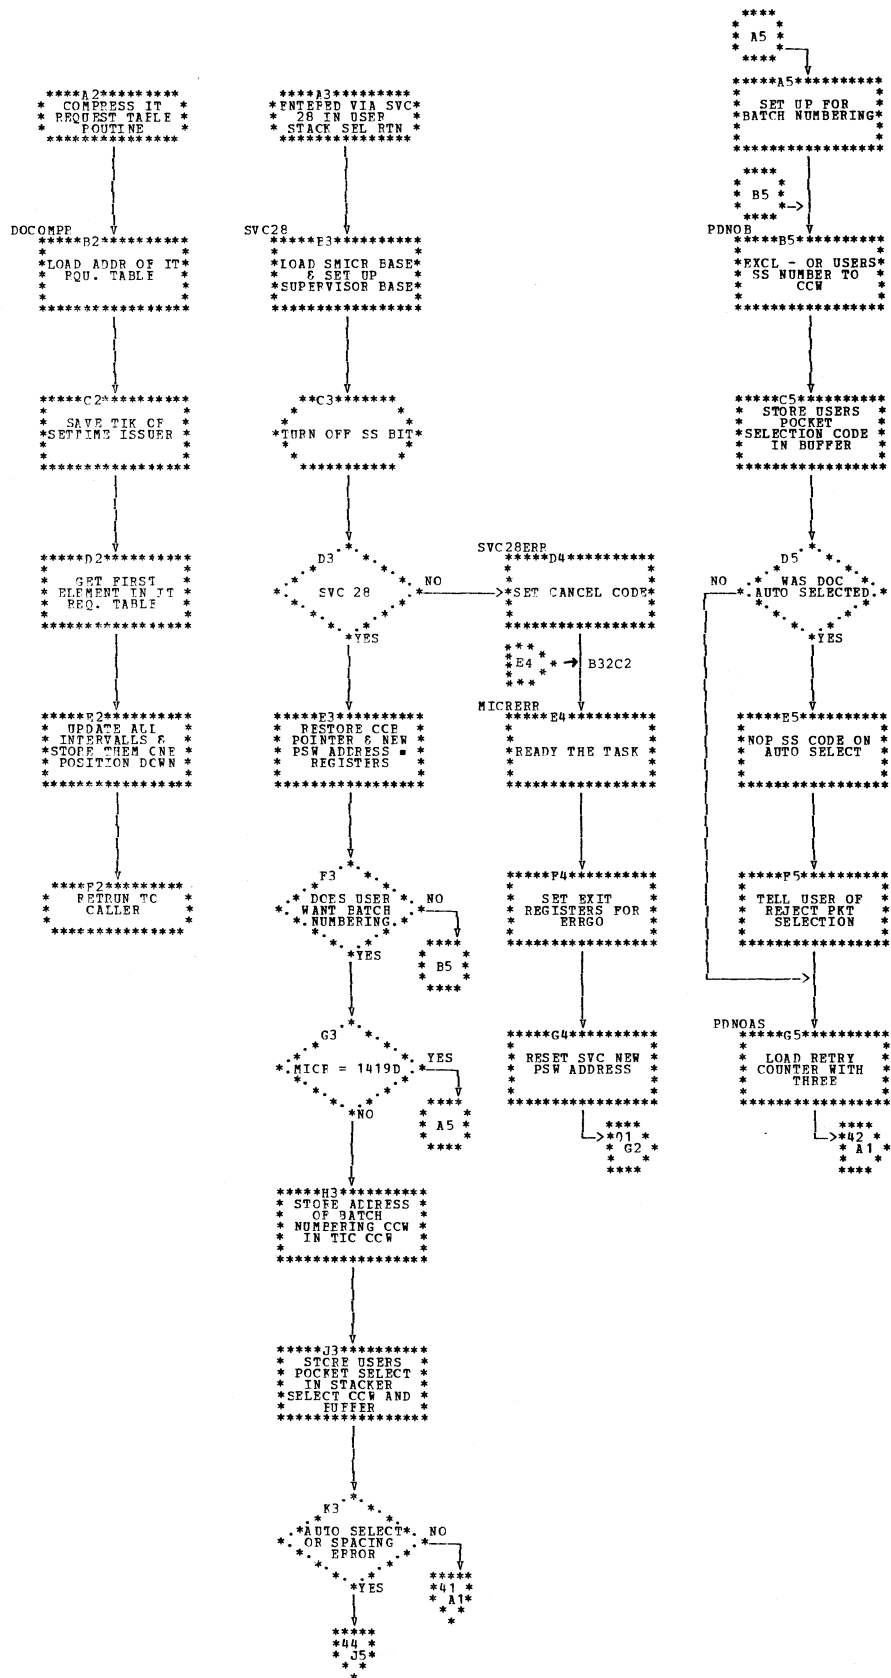 A2
COMPRESS IT
REQUEST TABLE
ROUTINE
DOCOMPP
B2
LOAD ADDR OF IT
RQU. TABLE
C2
SAVE TIK OF
SETTIME ISSUER
D2
GET FIRST
ELEMENT IN IT
REQ. TABLE
E2
UPDATE ALL
INTERVALLS &
STORE THEM ONE
POSITION DOWN
F2
RETRUN TO
CALLER
A3
ENTERED VIA SVC
28 IN USER
STACK SEL RTN
SVC28
B3
LOAD SMICR BASE
& SET UP
SUPERVISOR BASE
C3
TURN OFF SS BIT
D3
SVC 28
NO
YES
E3
RESTORE CCB
POINTER & NEW
PSW ADDRESS
REGISTERS
F3
DOES USER
WANT BATCH
NUMBERING
NO
B5
YES
G3
MICR = 1419D
YES
A5
NO
H3
STORE ADDRESS
OF BATCH
NUMBERING CCW
IN TIC CCW
J3
STORE USERS
POCKET SELECT
IN STACKER
SELECT CCW AND
BUFFER
K3
AUTO SELECT
OR SPACING
ERROR
NO
41
A1
YES
44
J5
SVC28ERR
D4
SET CANCEL CODE
E4
B32C2
MICRERR
E4
READY THE TASK
F4
SET EXIT
REGISTERS FOR
ERRGO
G4
RESET SVC NEW
PSW ADDRESS
01
G2
A5
A5
SET UP FOR
BATCH NUMBERING
B5
PDNOB
B5
EXCL - OR USERS
SS NUMBER TO
CCW
C5
STORE USERS
POCKET
SELECTION CODE
IN BUFFER
D5
WAS DOC
AUTO SELECTED
NO
YES
E5
NOP SS CODE ON
AUTO SELECT
F5
TELL USER OF
REJECT PKT
SELECTION
PDNOAS
G5
LOAD RETRY
COUNTER WITH
THREE
42
A1